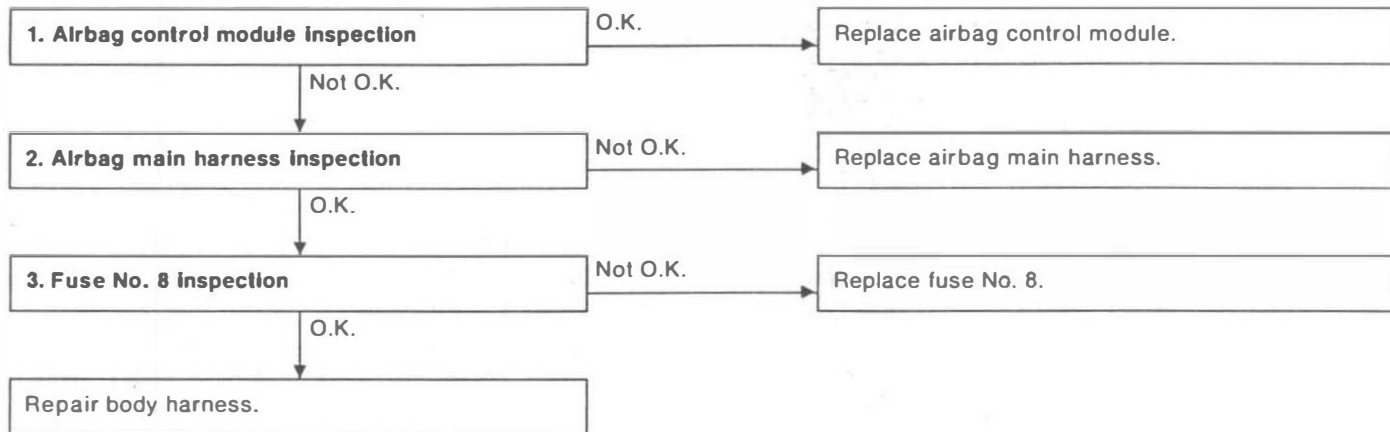 1. Airbag control module inspection
O.K.
Replace airbag control module.
Not O.K.
2. Airbag main harness inspection
Not O.K.
Replace airbag main harness.
O.K.
3. Fuse No. 8 inspection
Not O.K.
Replace fuse No. 8.
O.K.
Repair body harness.